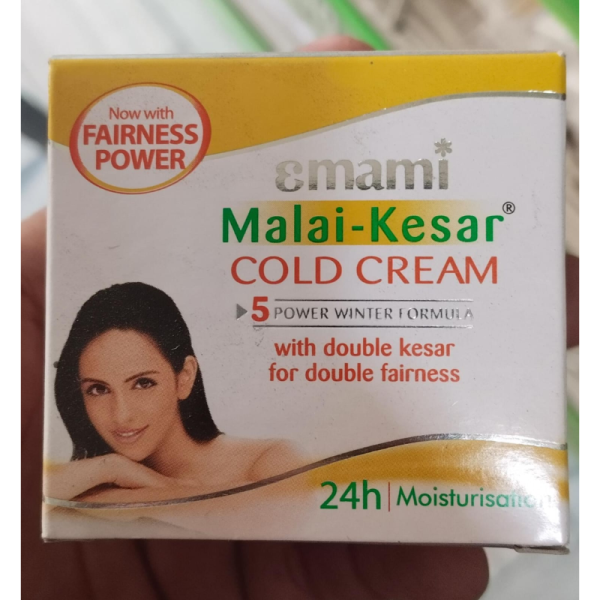 Now with
FAIRNESS
POWER
emami*
Malai-Kesar®
COLD CREAM
5 POWER WINTER FORMULA
with double kesar
for double fairness
24h | Moisturisation